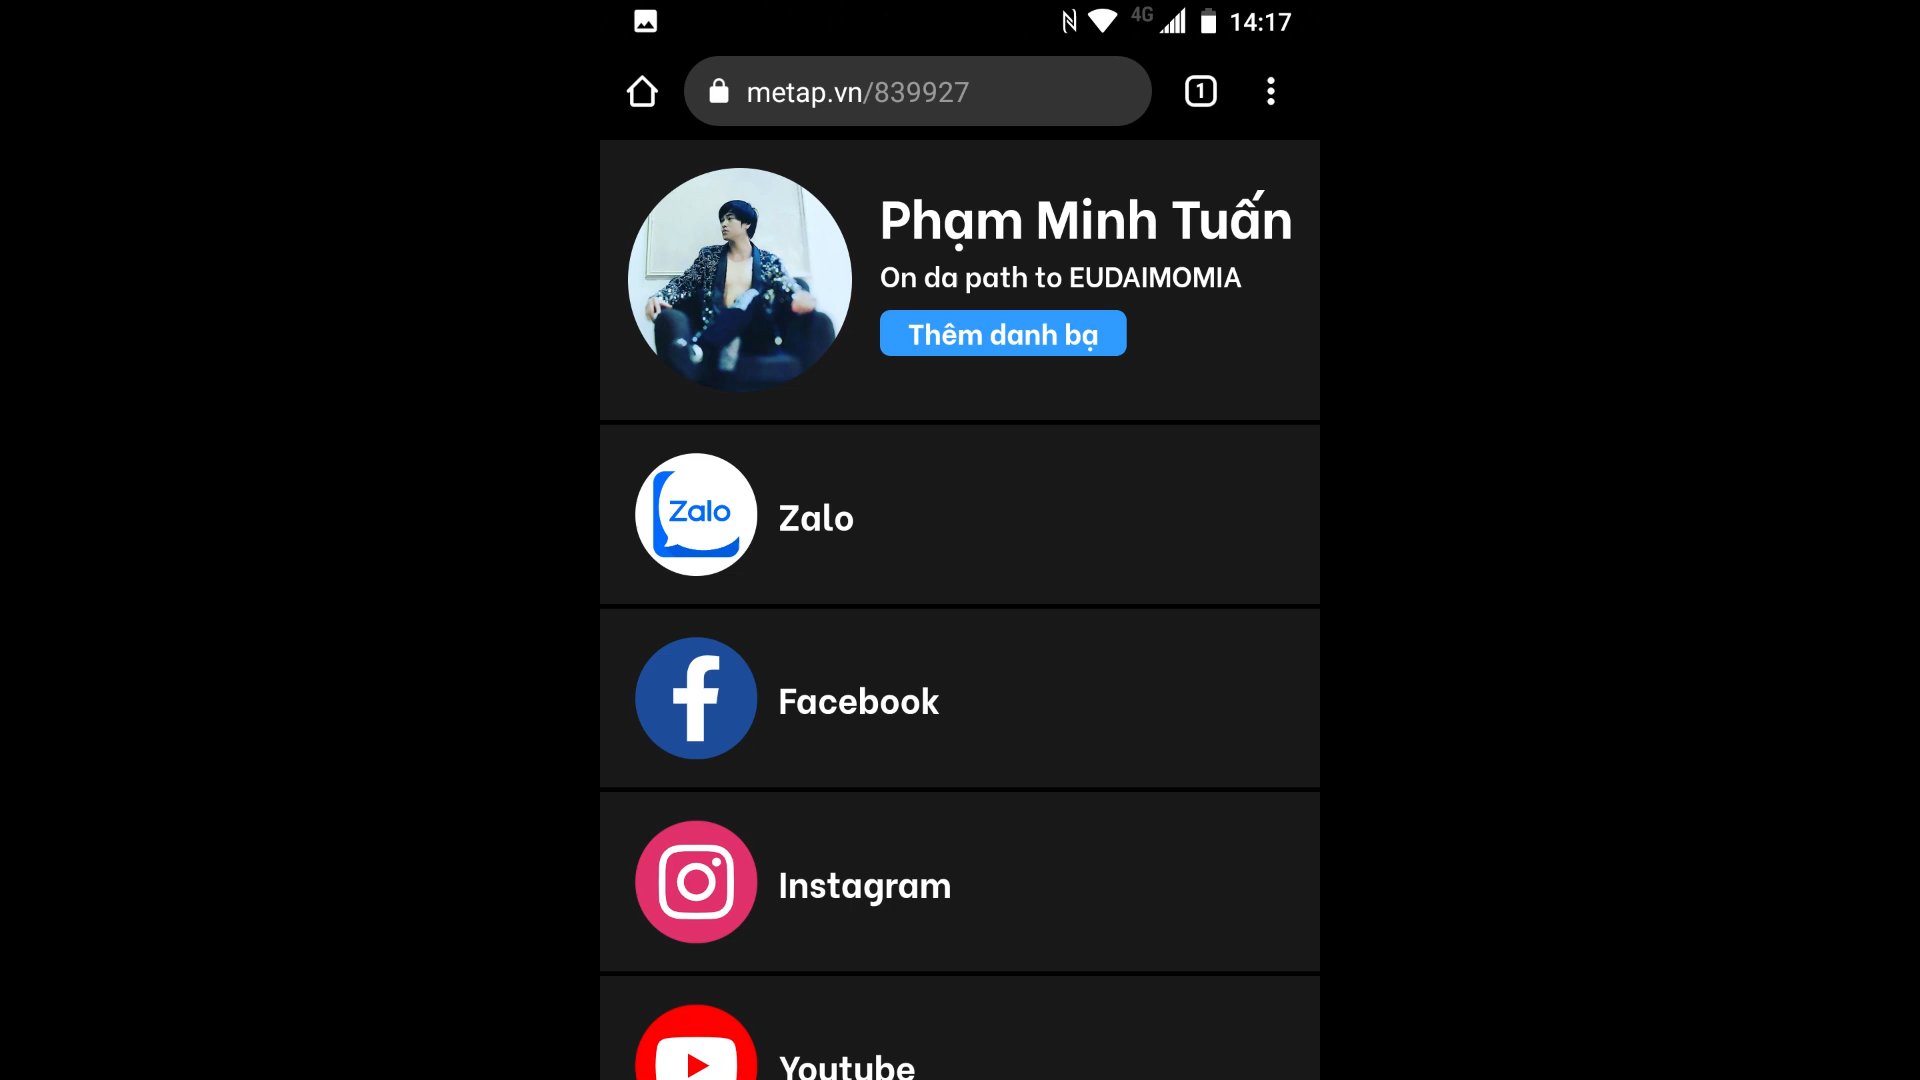 4G 14:17
metap.vn/839927
1
Phạm Minh Tuấn
On da path to EUDAIMOMIA
Thêm danh bạ
Zalo
Zalo
Facebook
Instagram
Youtube